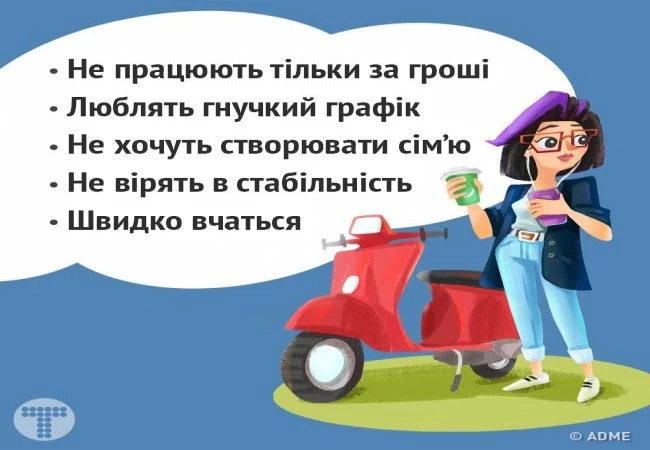 • Не працюють тільки за гроші
• Люблять гнучкий графік
• Не хочуть створювати сім’ю
• Не вірять в стабільність
• Швидко вчаться
T
© ADME